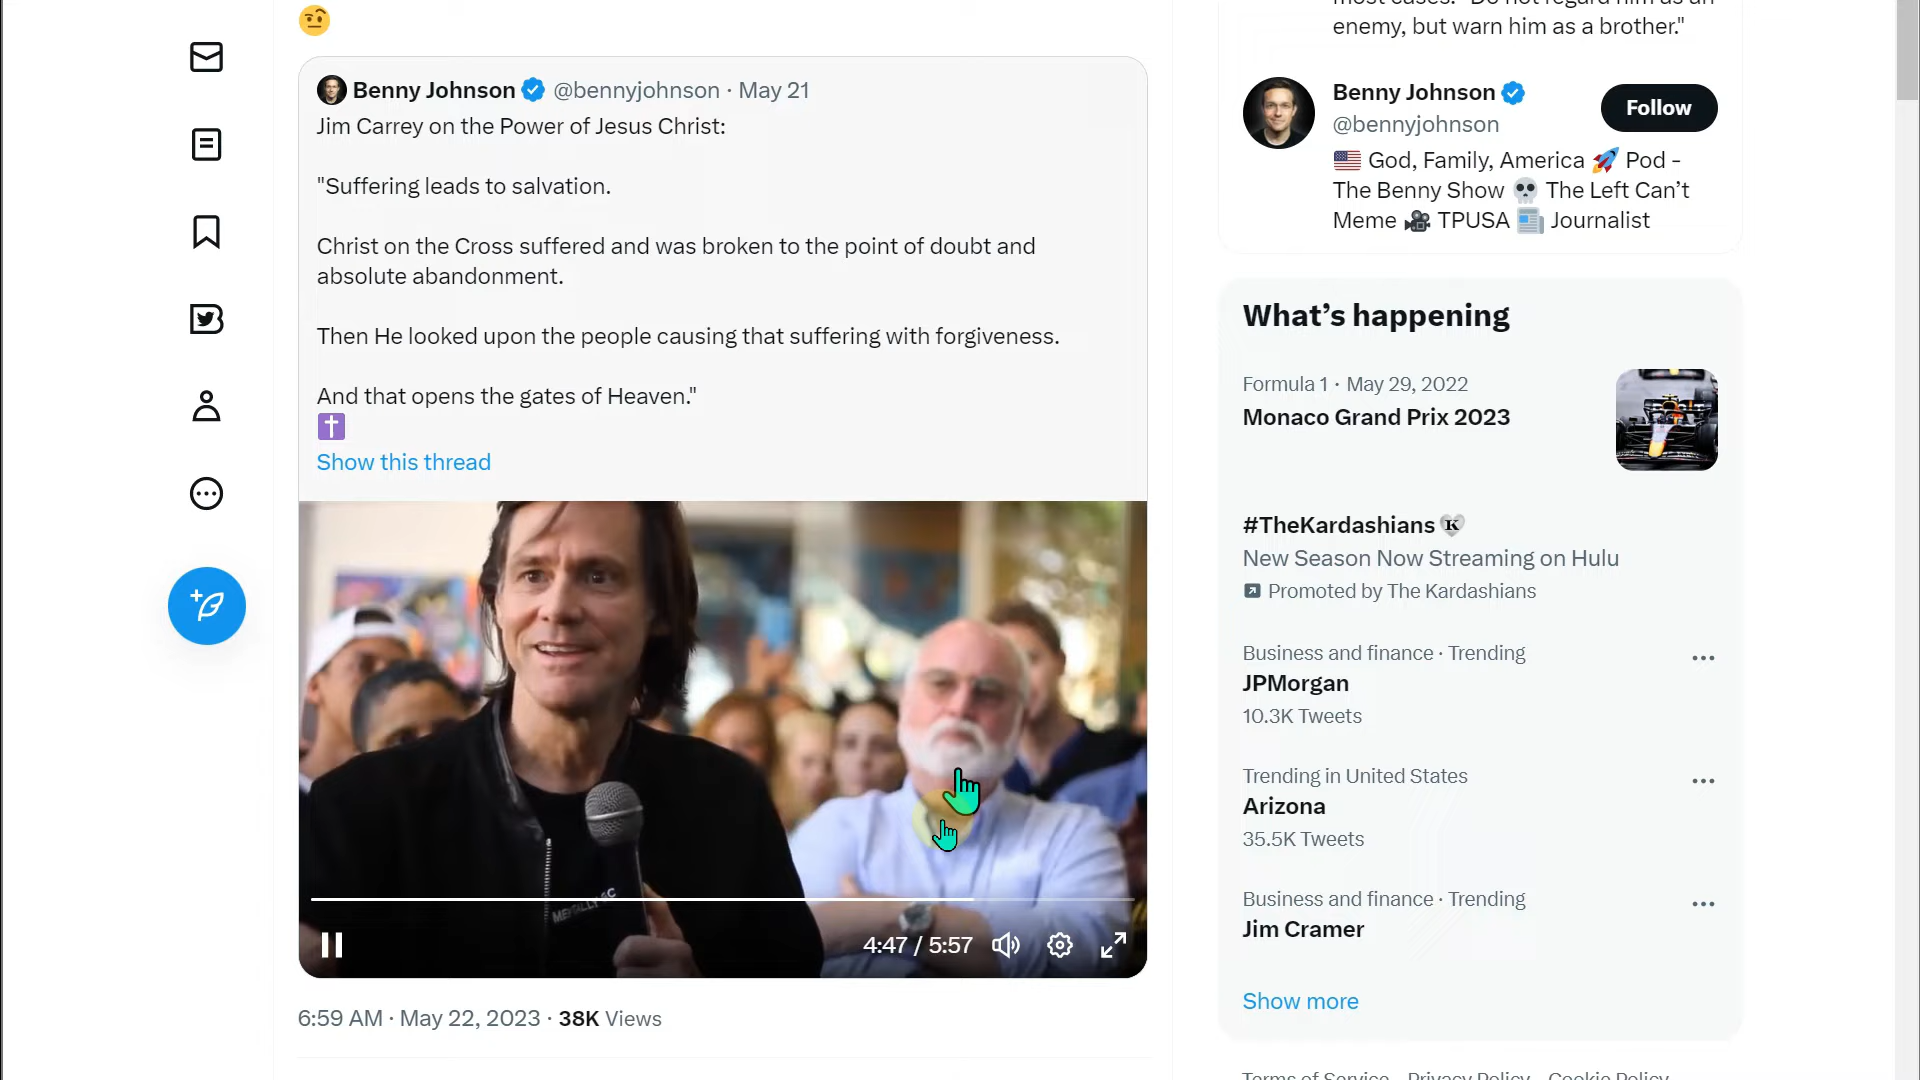 Benny Johnson @bennyjohnson · May 21
Jim Carrey on the Power of Jesus Christ:
"Suffering leads to salvation.
Christ on the Cross suffered and was broken to the point of doubt and
absolute abandonment.
Then He looked upon the people causing that suffering with forgiveness.
And that opens the gates of Heaven."
Show this thread
4:47 / 5:57
6:59 AM · May 22, 2023 · 38K Views
enemy, but warn him as a brother."
Benny Johnson
@bennyjohnson
Follow
God, Family, America Pod -
The Benny Show The Left Can’t
Meme TPUSA Journalist
What’s happening
Formula 1 · May 29, 2022
Monaco Grand Prix 2023
#TheKardashians
New Season Now Streaming on Hulu
Promoted by The Kardashians
Business and finance · Trending
JPMorgan
10.3K Tweets
Trending in United States
Arizona
35.5K Tweets
Business and finance · Trending
Jim Cramer
Show more
Terms of Service Privacy Policy Cookie Policy